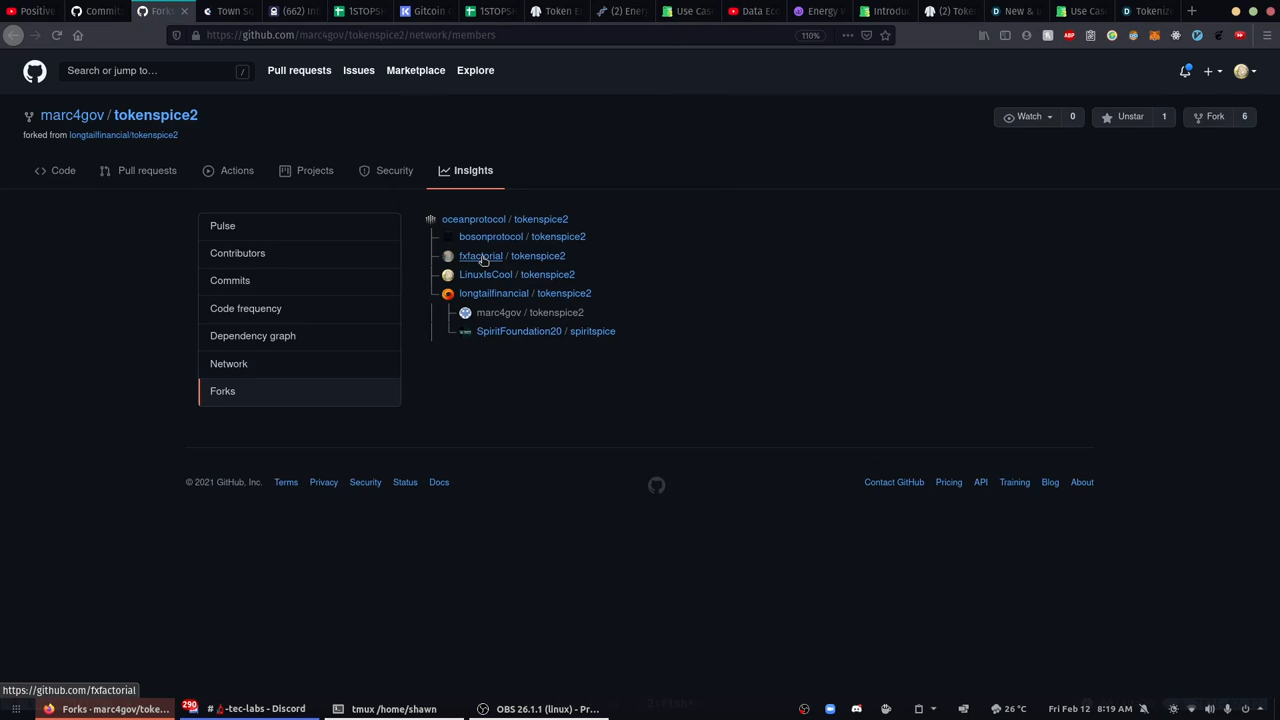 Positive
Commits
Forks
Town Sq
(662) In
1STOPSH
Gitcoin
1STOPSH
Token E
(2) Ener
Use Cas
Data Eco
Energy W
Introduc
(2) Toke
New & u
Use Cas
Tokeniz
https://github.com/marc4gov/tokenspice2/network/members
110%
Search or jump to…
/
Pull requests
Issues
Marketplace
Explore
marc4gov / tokenspice2
forked from longtailfinancial/tokenspice2
Watch 0
Unstar 1
Fork 6
Code
Pull requests
Actions
Projects
Security
Insights
Pulse
Contributors
Commits
Code frequency
Dependency graph
Network
Forks
oceanprotocol / tokenspice2
bosonprotocol / tokenspice2
fxfactorial / tokenspice2
LinuxIsCool / tokenspice2
longtailfinancial / tokenspice2
marc4gov / tokenspice2
SpiritFoundation20 / spiritspice
© 2021 GitHub, Inc.
Terms
Privacy
Security
Status
Docs
Contact GitHub
Pricing
API
Training
Blog
About
https://github.com/fxfactorial
Forks · marc4gov/toke…
290
-tec-labs - Discord
tmux /home/shawn
OBS 26.1.1 (linux) - Pr…
26 °C
Fri Feb 12
8:19 AM